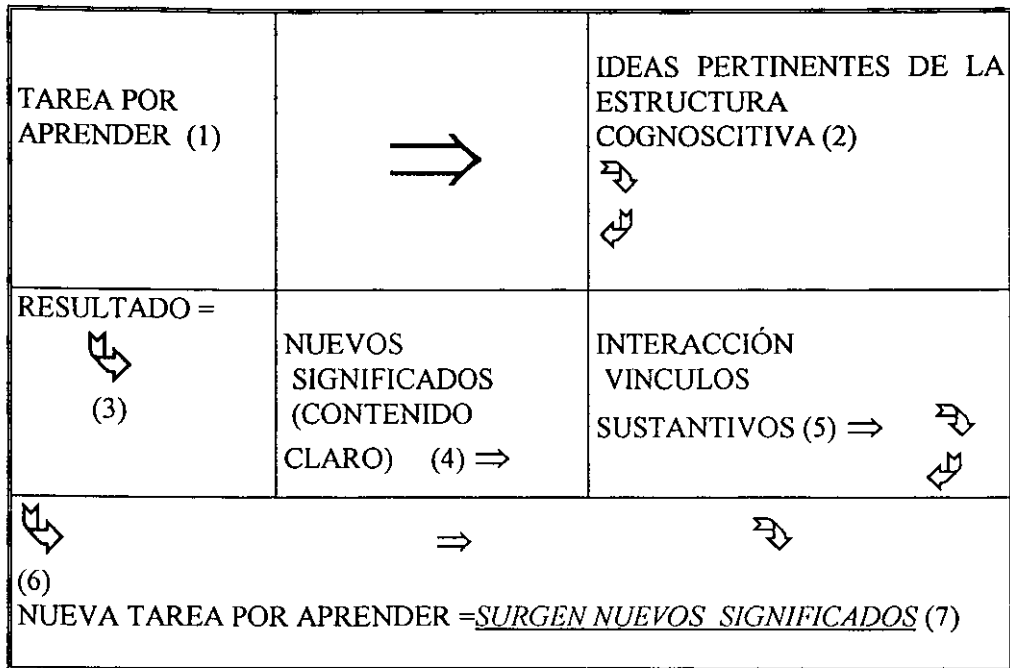 TAREA POR
APRENDER (1)
⇒
IDEAS PERTINENTES DE LA
ESTRUCTURA
COGNOSCITIVA (2)
RESULTADO =
(3)
NUEVOS
SIGNIFICADOS
(CONTENIDO
CLARO) (4) ⇒
INTERACCIÓN
VINCULOS
SUSTANTIVOS (5) ⇒
⇒
(6)
NUEVA TAREA POR APRENDER =SURGEN NUEVOS SIGNIFICADOS (7)